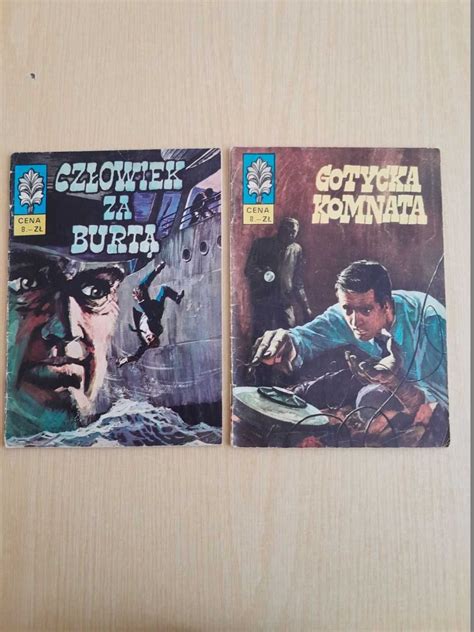 CZŁOWIEK
ZA
BURTĄ
CENA
8.-ZŁ
GOTYCKA
KOMNATA
CENA
8.-ZŁ